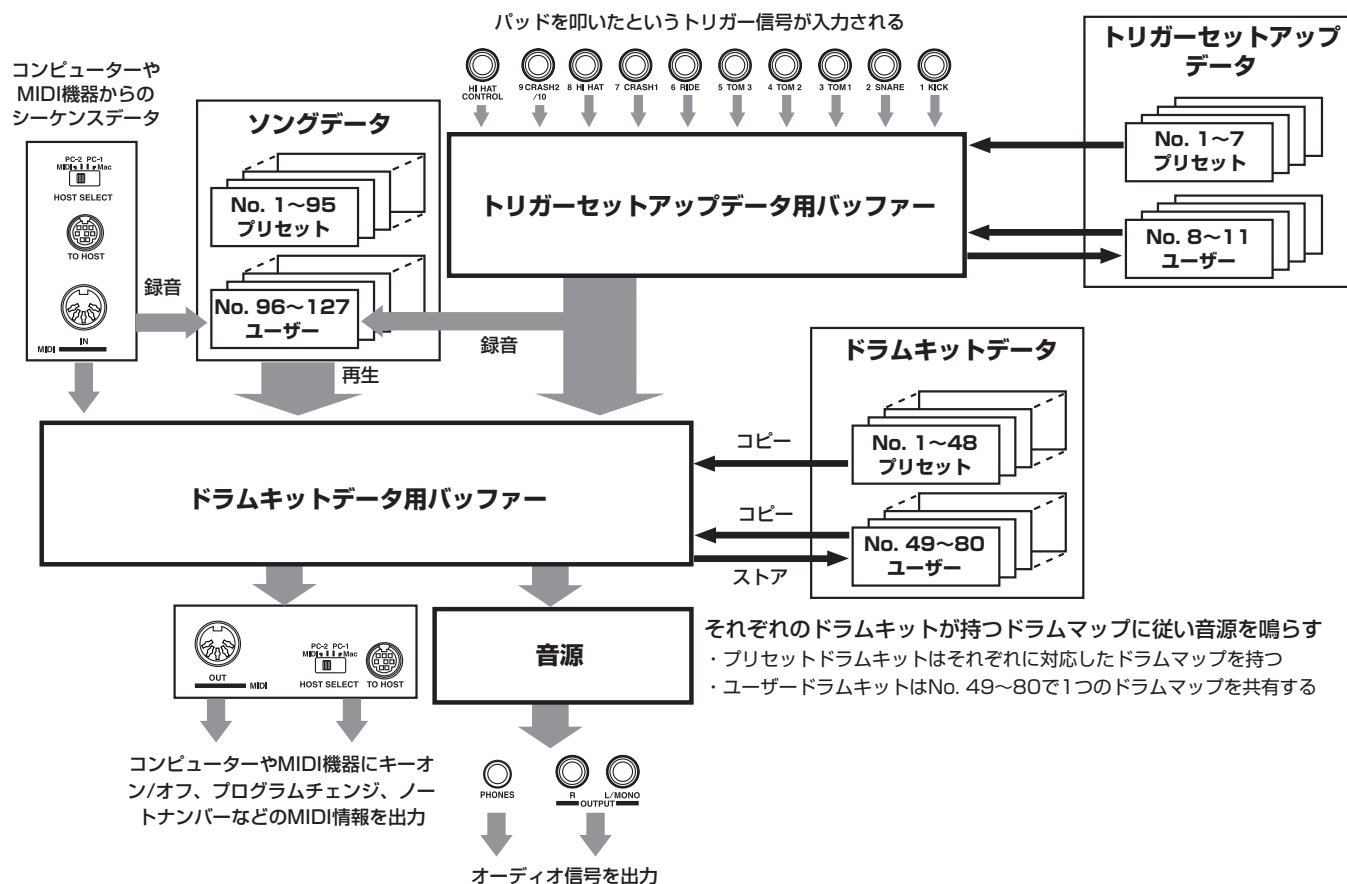 パッドを叩いたというトリガー信号が入力される
HI HAT
CONTROL
9 CRASH2
/10
8 HI HAT
7 CRASH1
6 RIDE
5 TOM 3
4 TOM 2
3 TOM1
2 SNARE
1 KICK
トリガーセットアップ
データ
No. 1〜7
プリセット
No. 8〜11
ユーザー
コンピューターや
MIDI機器からの
シーケンスデータ
PC-2 PC-1
MIDI Mac
HOST SELECT
TO HOST
IN
MIDI
録音
ソングデータ
No. 1〜95
プリセット
No. 96〜127
ユーザー
トリガーセットアップデータ用バッファー
録音
再生
ドラムキットデータ
No. 1〜48
プリセット
No. 49〜80
ユーザー
コピー
コピー
ストア
ドラムキットデータ用バッファー
OUT
MIDI
PC-2 PC-1
MIDI Mac
HOST SELECT
TO HOST
音源
それぞれのドラムキットが持つドラムマップに従い音源を鳴らす
・プリセットドラムキットはそれぞれに対応したドラムマップを持つ
・ユーザードラムキットはNo. 49〜80で1つのドラムマップを共有する
コンピューターやMIDI機器にキーオ
ン/オフ、プログラムチェンジ、ノー
トナンバーなどのMIDI情報を出力
PHONES
R
L/MONO
OUTPUT
オーディオ信号を出力